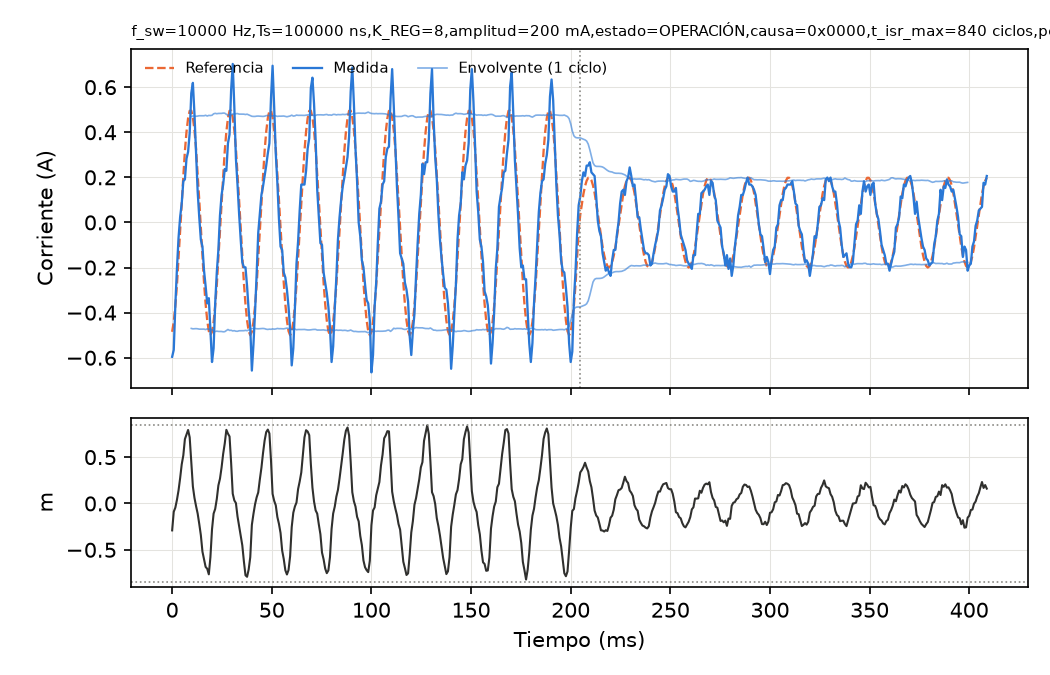 f_sw=10000 Hz,Ts=100000 ns,K_REG=8,amplitud=200 mA,estado=OPERACIÓN,causa=0x0000,t_isr_max=840 ciclos,p
Referencia Medida Envolvente (1 ciclo)
Corriente (A)
0.6
0.4
0.2
0.0
−0.2
−0.4
−0.6
m
0.5
0.0
−0.5
0 50 100 150 200 250 300 350 400
Tiempo (ms)